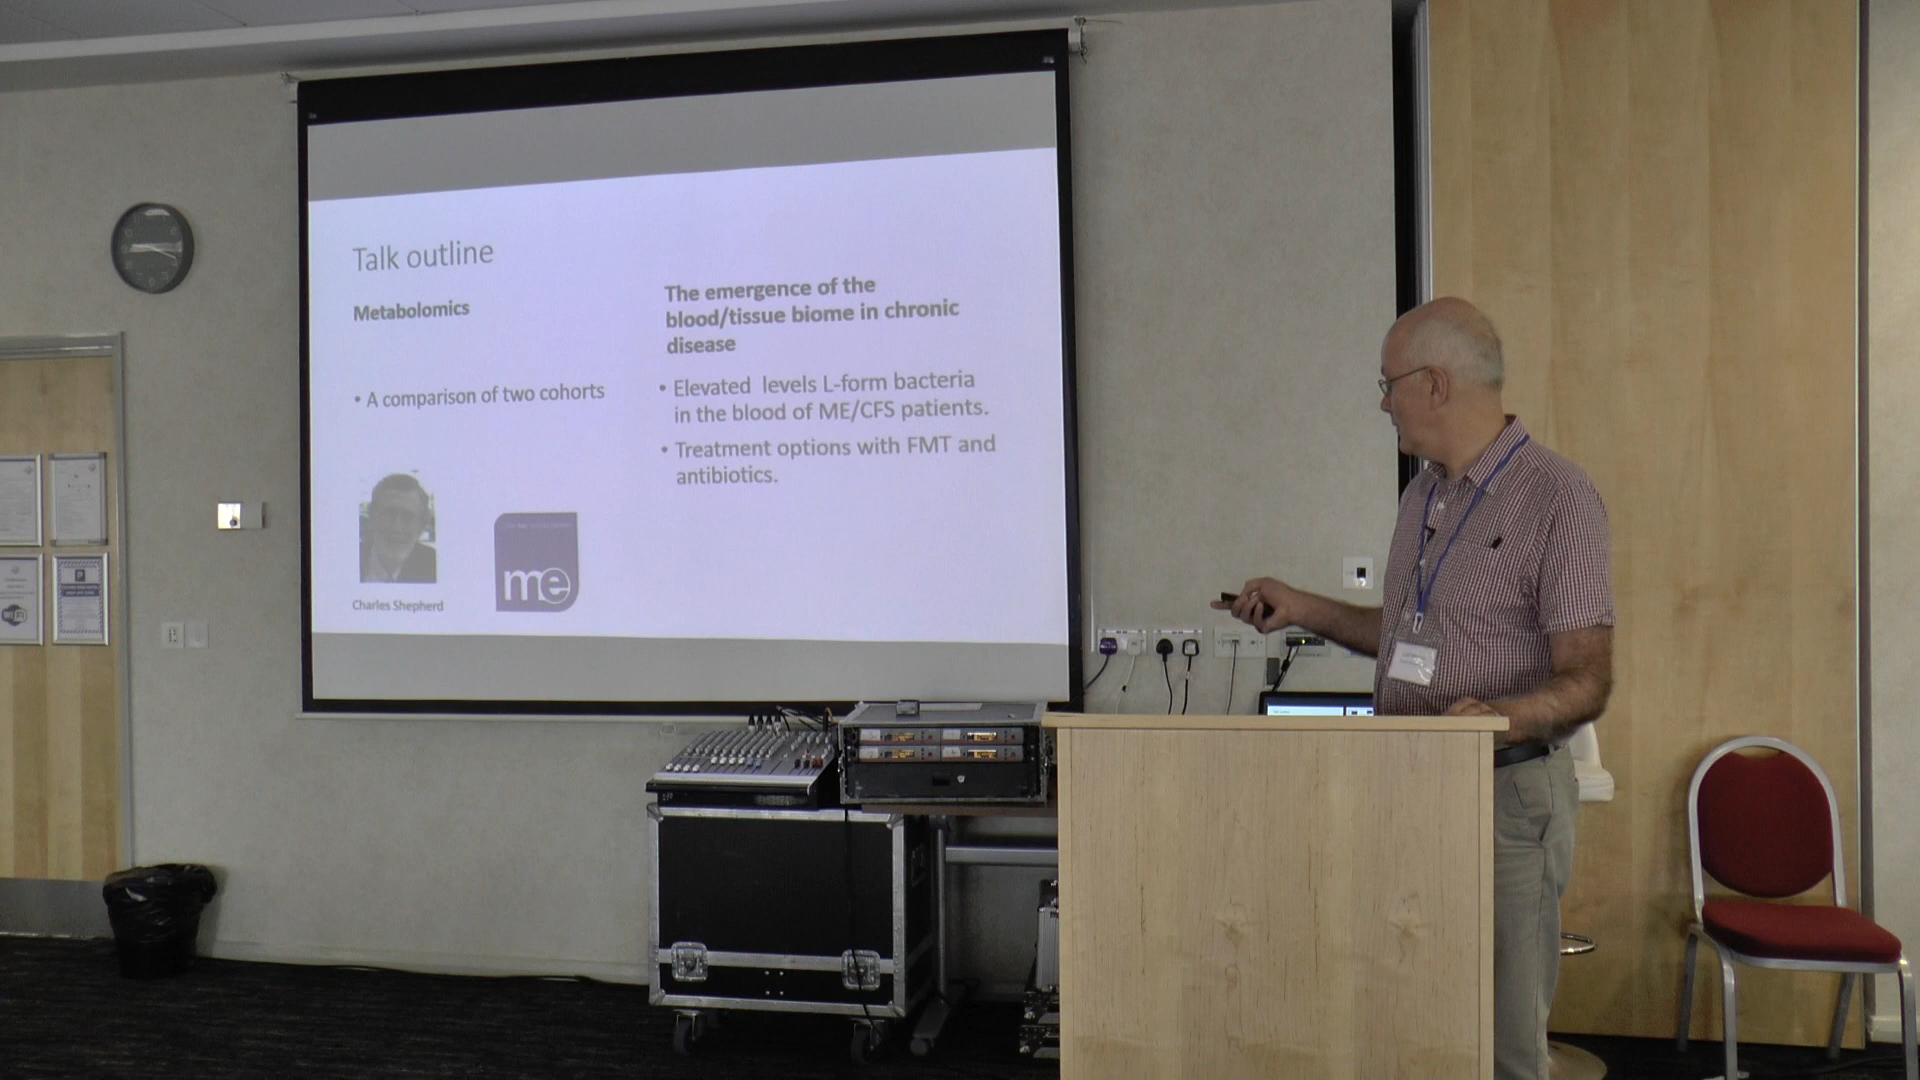 Talk outline
Metabolomics
• A comparison of two cohorts
Charles Shepherd
me
The emergence of the
blood/tissue biome in chronic
disease
• Elevated levels L-form bacteria
in the blood of ME/CFS patients.
• Treatment options with FMT and
antibiotics.